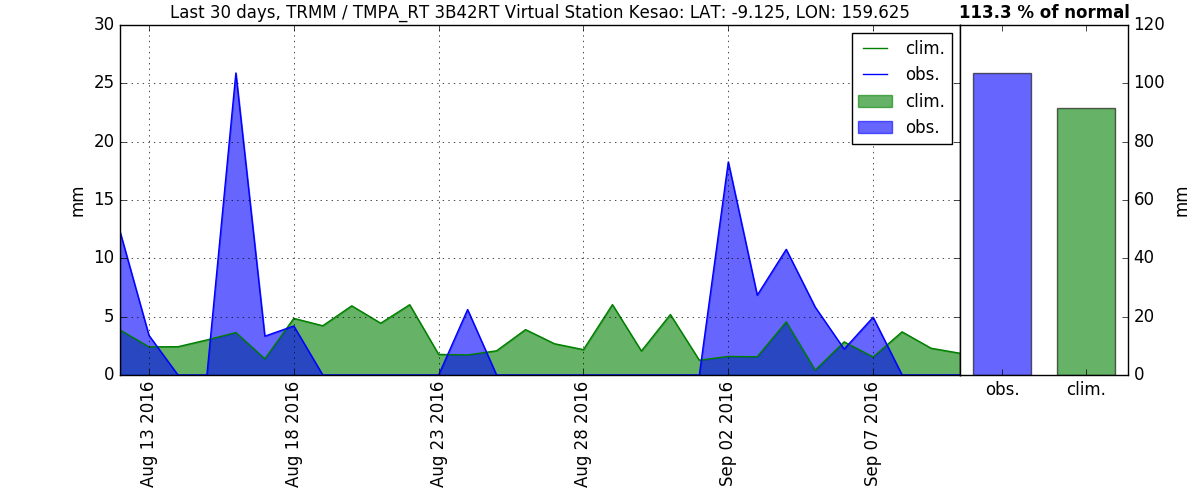 Last 30 days, TRMM / TMPA_RT 3B42RT Virtual Station Kesao: LAT: -9.125, LON: 159.625
113.3 % of normal
30
25
20
15
10
5
0
mm
clim.
obs.
clim.
obs.
Aug 13 2016
Aug 18 2016
Aug 23 2016
Aug 28 2016
Sep 02 2016
Sep 07 2016
120
100
80
60
40
20
0
mm
obs.
clim.